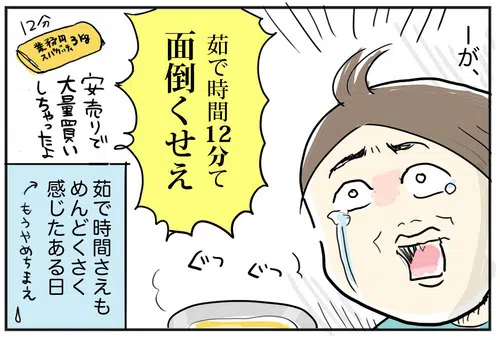 ーが、
茹で時間12分て
面倒くせえ
12分
業務用
スパゲッティ3kg
安売りで
大量買い
しちゃったよ
ぐっ
ぐっ
茹で時間さえも
めんどくさく
感じたある日
もうやめちまえ